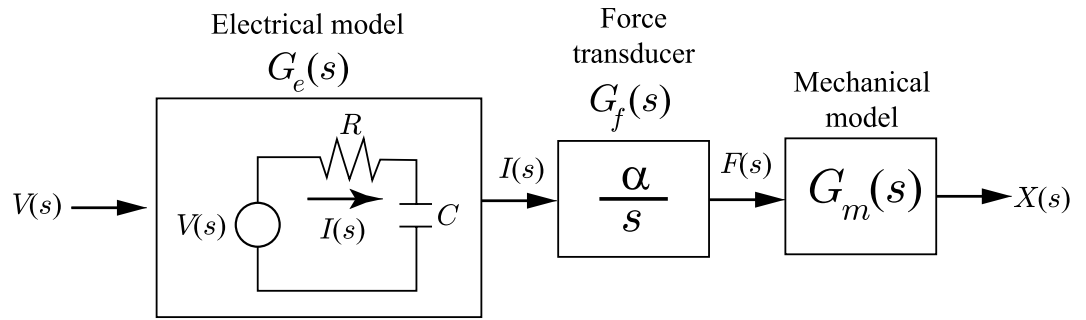 Electrical model
G_e(s)
Force
transducer
G_f(s)
Mechanical
model
R
V(s)
V(s)
I(s)
C
I(s)
α
s
F(s)
G_m(s)
X(s)